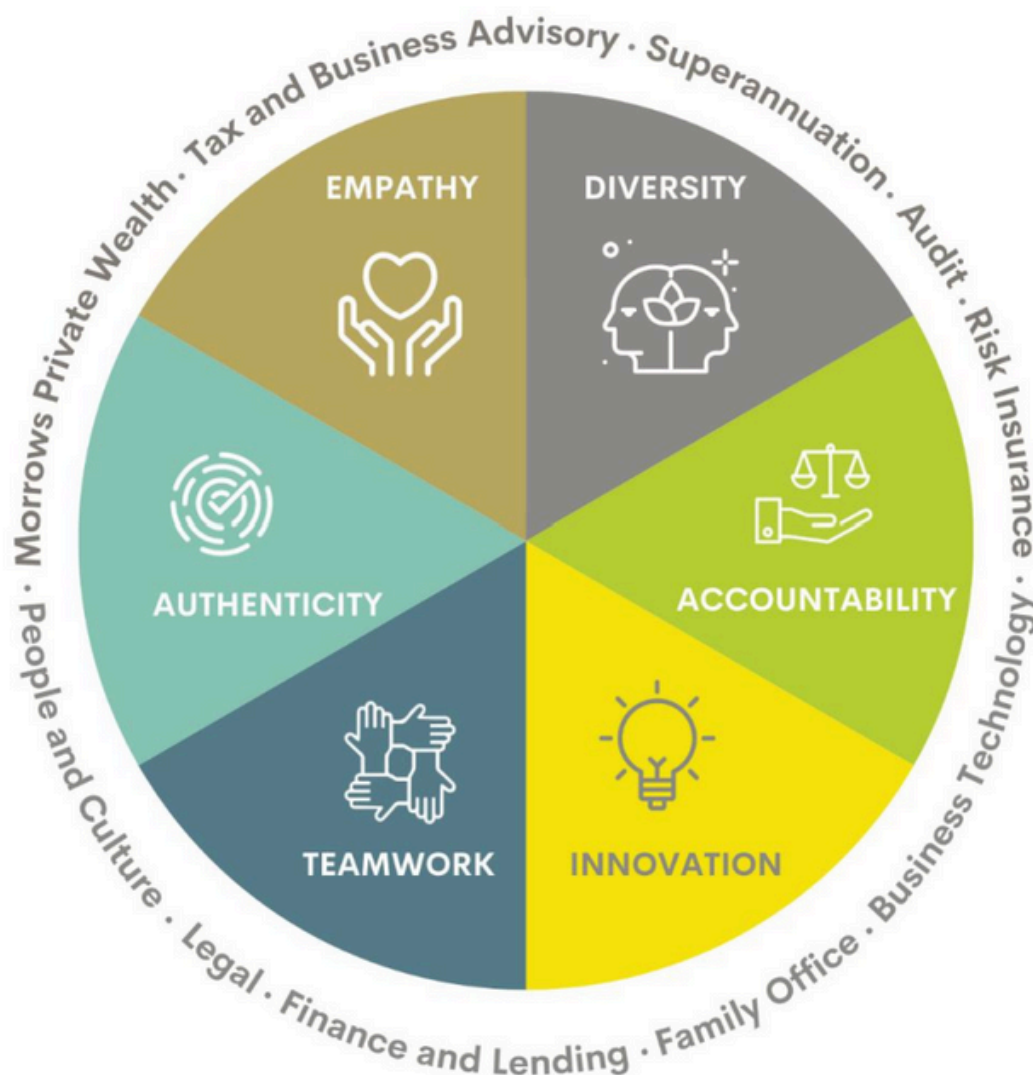 Morrows Private Wealth · Tax and Business Advisory · Superannuation · Audit · Risk Insurance · Business Technology · Family Office · Finance and Lending · Legal · People and Culture ·
EMPATHY
DIVERSITY
AUTHENTICITY
ACCOUNTABILITY
TEAMWORK
INNOVATION